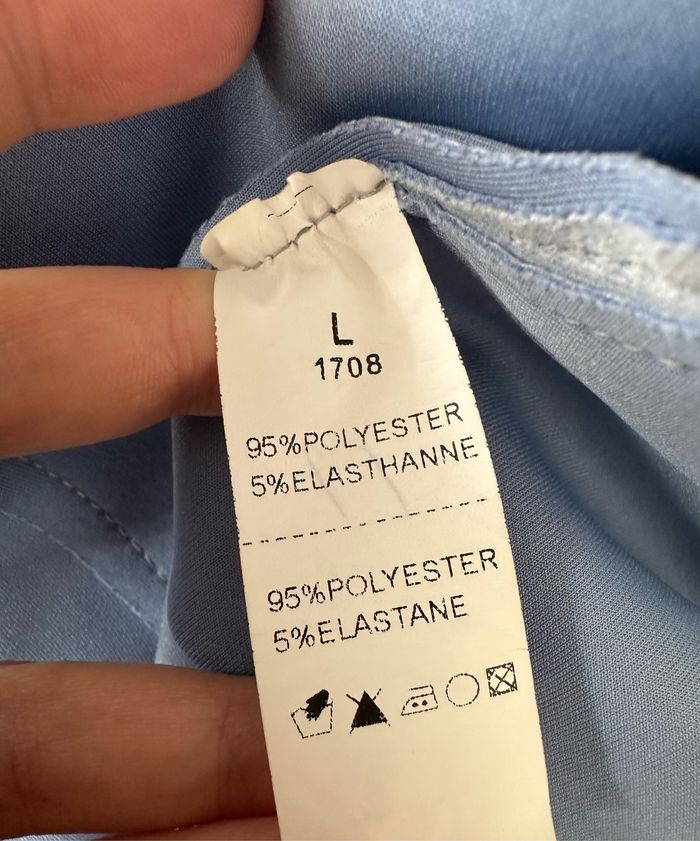 L
1708
95%POLYESTER
5%ELASTHANNE
95%POLYESTER
5%ELASTANE